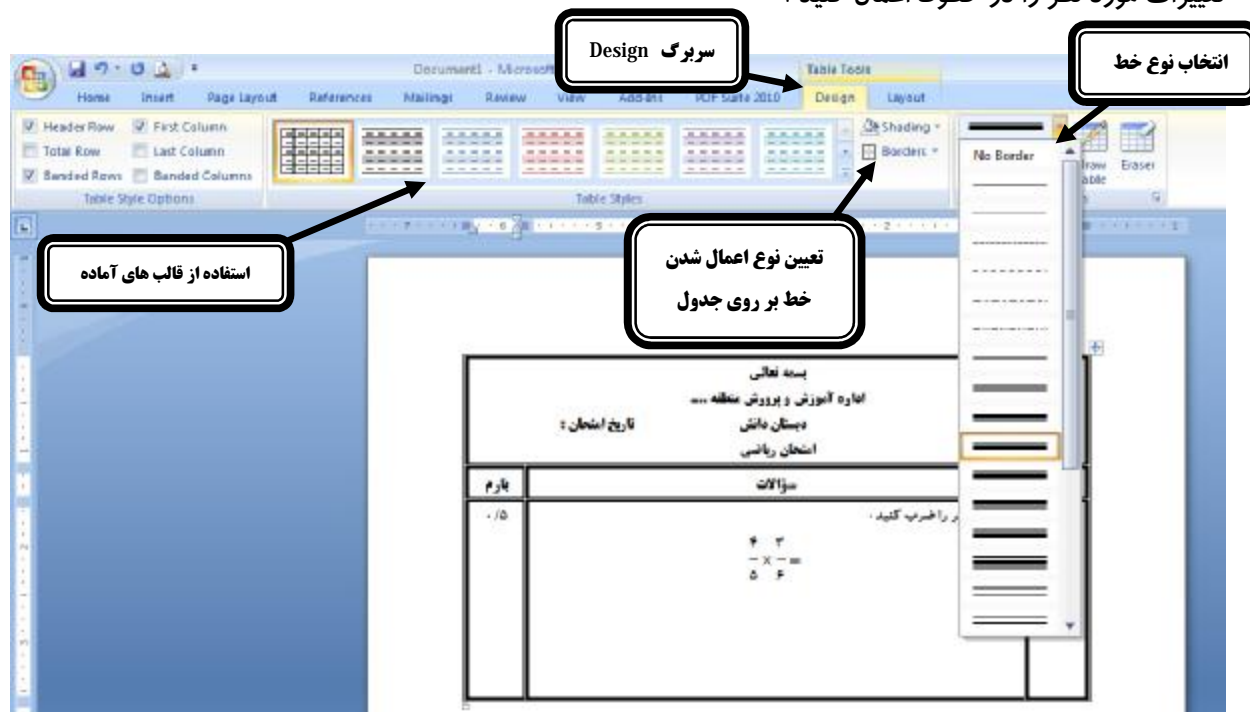 تغییرات مورد نظر را در خطوط اعمال کنید .
سربرگ Design
انتخاب نوع خط
Document1 - Microsoft
Table Tools
Home Insert Page Layout References Mailings Review View Add-Ins PDF Suite 2010 Design Layout
Header Row First Column
Total Row Last Column
Banded Rows Banded Columns
Table Style Options
Table Styles
Shading
Borders
No Border
Draw
Table
Eraser
استفاده از قالب های آماده
تعیین نوع اعمال شدن
خط بر روی جدول
بسمه تعالی
اداره آموزش و پرورش منطقه ....
دبستان دانش تاریخ امتحان :
امتحان ریاضی
سؤالات بارم
را ضرب کنید . ۰/۵
۴ ۳
— × — =
۵ ۶